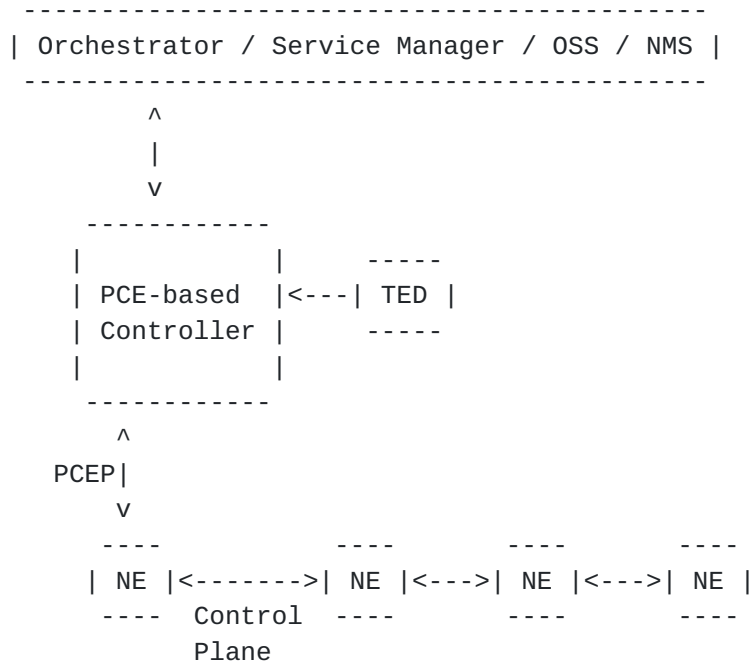 Orchestrator / Service Manager / OSS / NMS
TED
PCE-based
Controller
PCEP
NE NE NE NE
Control
Plane